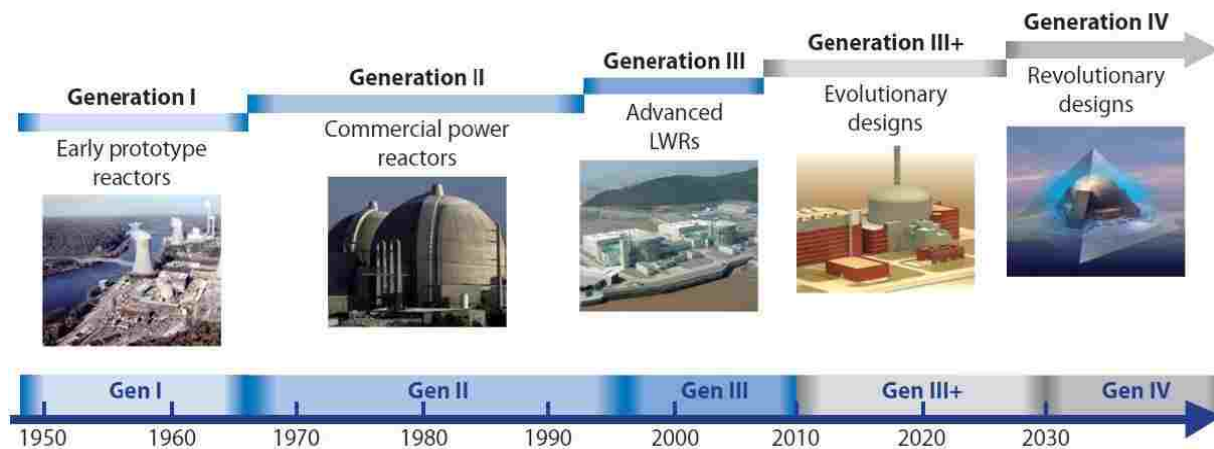 Generation I
Early prototype
reactors
Generation II
Commercial power
reactors
Generation III
Advanced
LWRs
Generation III+
Evolutionary
designs
Generation IV
Revolutionary
designs
Gen I Gen II Gen III Gen III+ Gen IV
1950 1960 1970 1980 1990 2000 2010 2020 2030